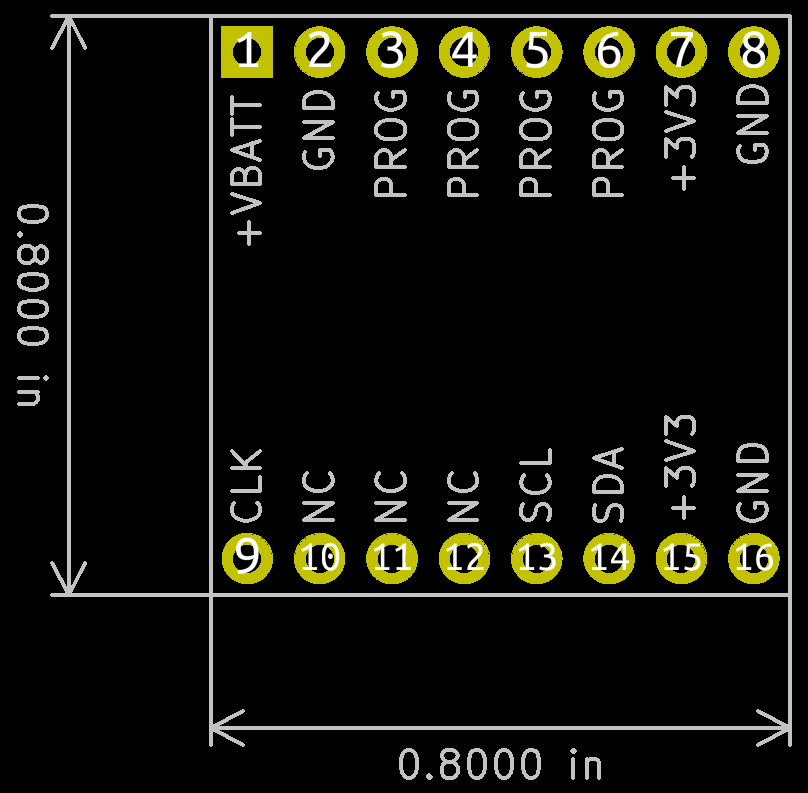 1 2 3 4 5 6 7 8
+VBATT GND PROG PROG PROG PROG +3V3 GND
0.8000 in
CLK NC NC NC SCL SDA +3V3 GND
9 10 11 12 13 14 15 16
0.8000 in